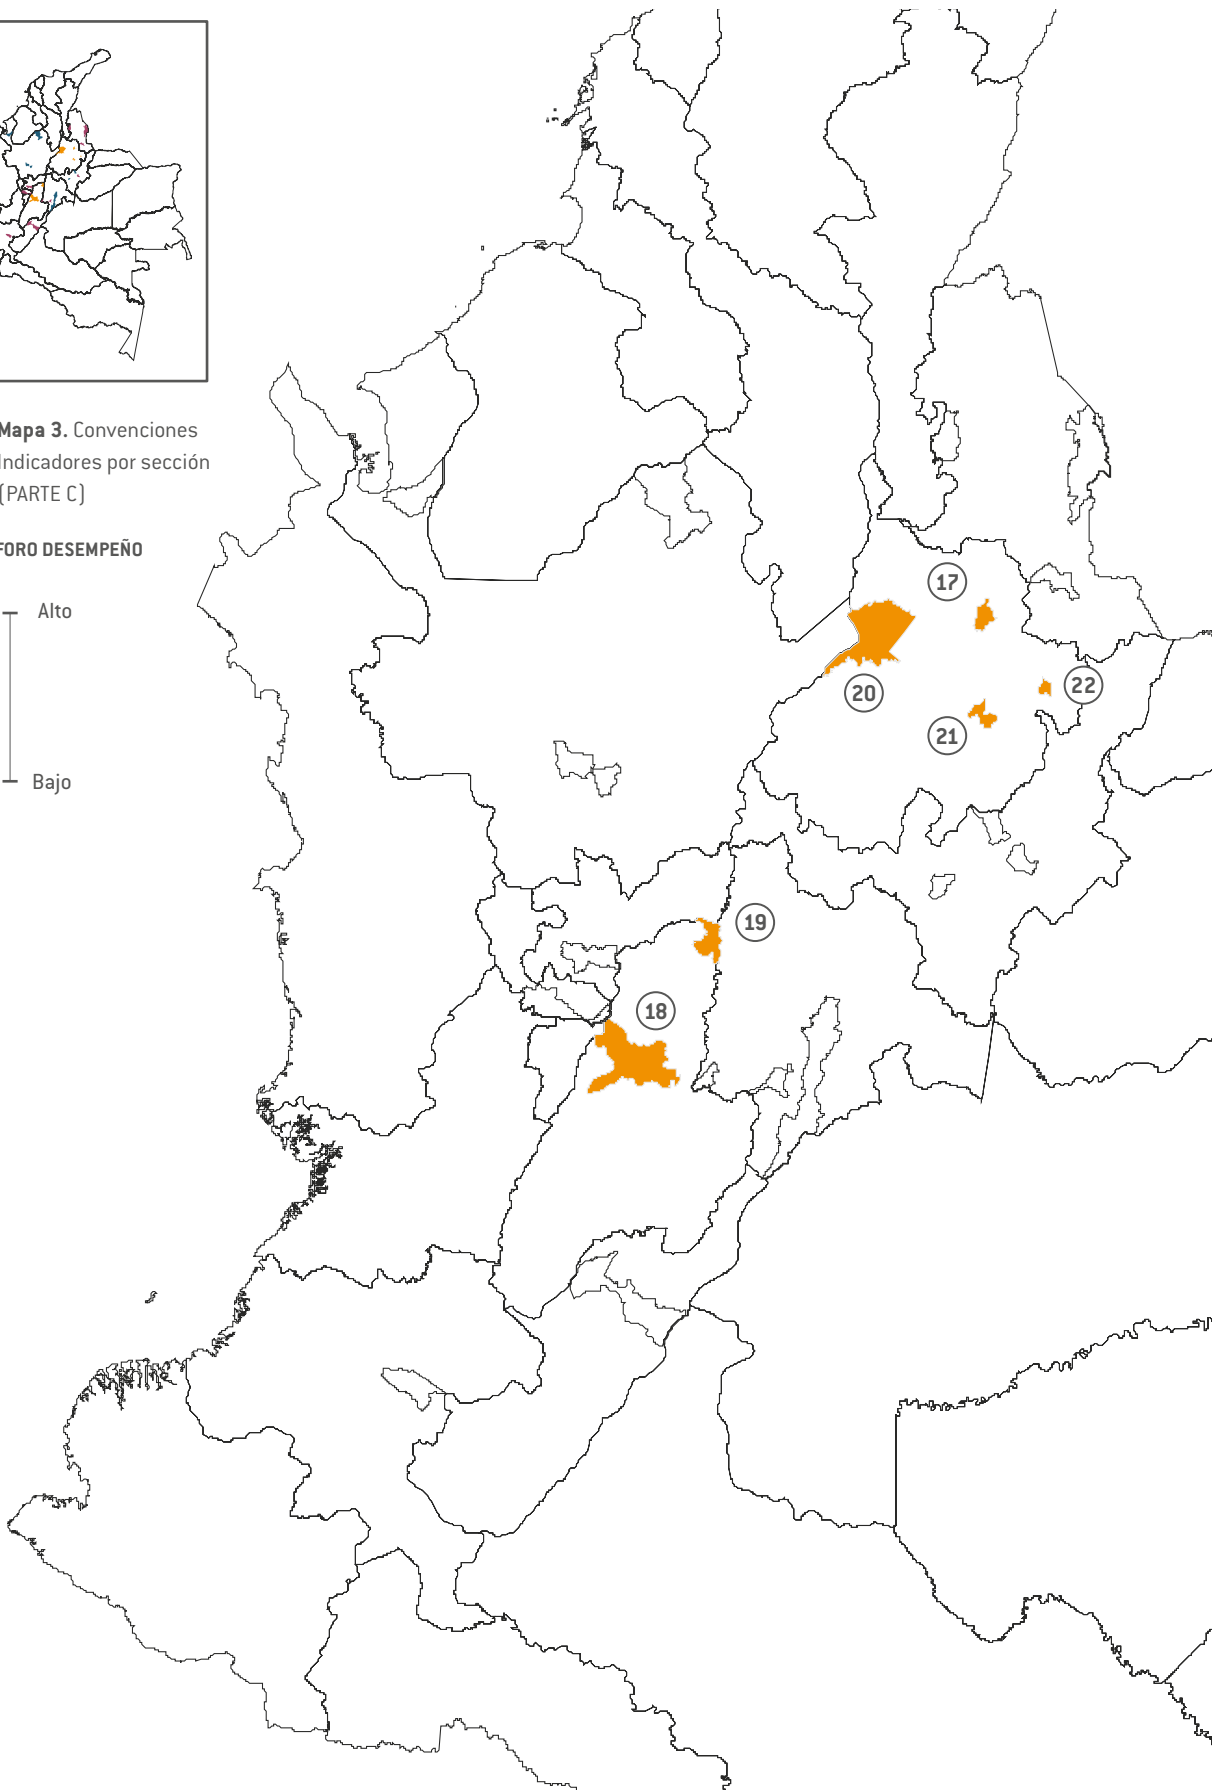 Mapa 3. Convenciones
Indicadores por sección
(PARTE C)
FORO DESEMPEÑO
Alto
Bajo
17
20
22
21
19
18